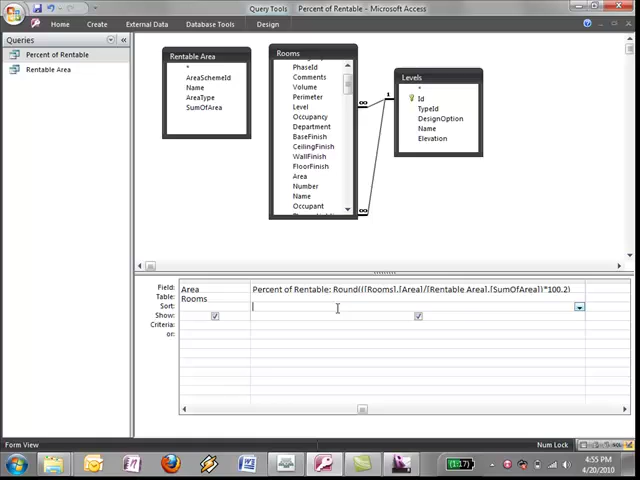 Query Tools
Percent of Rentable - Microsoft Access
Home
Create
External Data
Database Tools
Design
Queries
Percent of Rentable
Rentable Area
Rentable Area
*
AreaSchemeId
Name
AreaType
SumOfArea
Rooms
PhaseId
Comments
Volume
Perimeter
Level
Occupancy
Department
BaseFinish
CeilingFinish
WallFinish
FloorFinish
Area
Number
Name
Occupant
Levels
*
Id
TypeId
DesignOption
Name
Elevation
∞
1
∞
Field:
Area
Percent of Rentable: Round(([Rooms].[Area]/[Rentable Area].[SumOfArea])*100,2)
Table:
Rooms
Sort:
Show:
Criteria:
or:
Form View
Num Lock
(1:17)
4:55 PM
4/20/2010